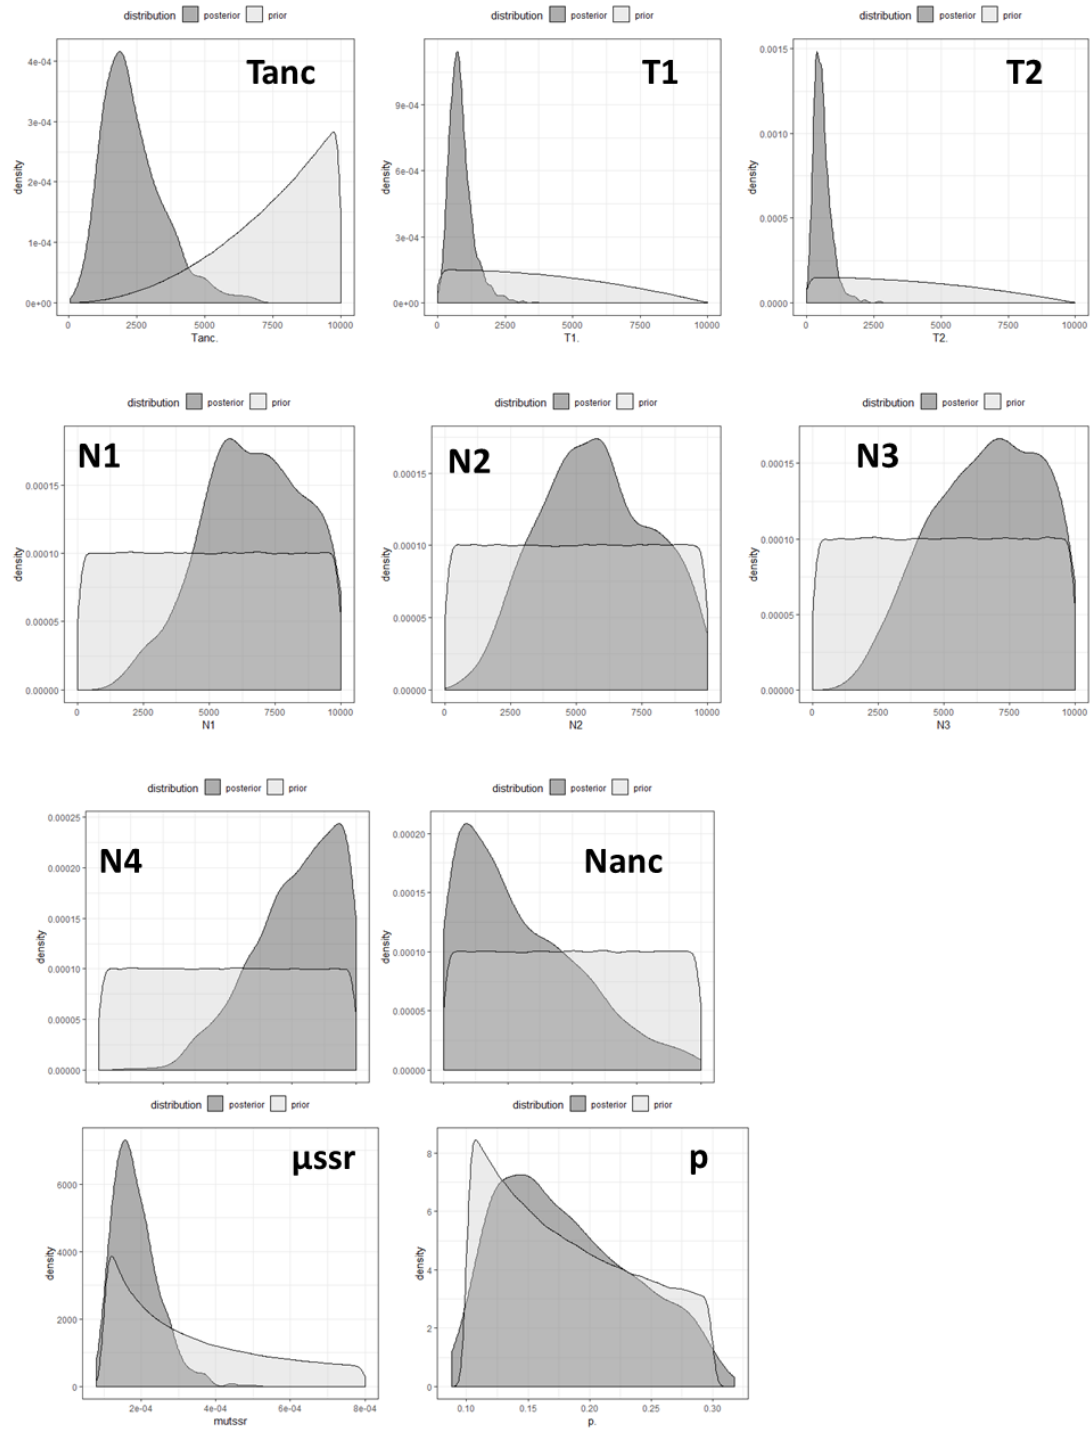 distribution posterior prior
distribution posterior prior
distribution posterior prior
Tanc
T1
T2
4e-04
3e-04
2e-04
1e-04
0e+00
density
0 2500 5000 7500 10000
Tanc.
9e-04
6e-04
3e-04
0e+00
density
0 2500 5000 7500 10000
T1.
0.0015
0.0010
0.0005
0.0000
density
0 2500 5000 7500 10000
T2.
distribution posterior prior
distribution posterior prior
distribution posterior prior
N1
N2
N3
0.00015
0.00010
0.00005
0.00000
density
0 2500 5000 7500 10000
N1
0.00015
0.00010
0.00005
0.00000
density
0 2500 5000 7500 10000
N2
0.00015
0.00010
0.00005
0.00000
density
0 2500 5000 7500 10000
N3
distribution posterior prior
distribution posterior prior
N4
Nanc
0.00025
0.00020
0.00015
0.00010
0.00005
0.00000
density
0.00020
0.00015
0.00010
0.00005
0.00000
density
distribution posterior prior
distribution posterior prior
µssr
p
6000
4000
2000
0
density
2e-04 4e-04 6e-04 8e-04
mutssr
8
6
4
2
0
density
0.10 0.15 0.20 0.25 0.30
p.